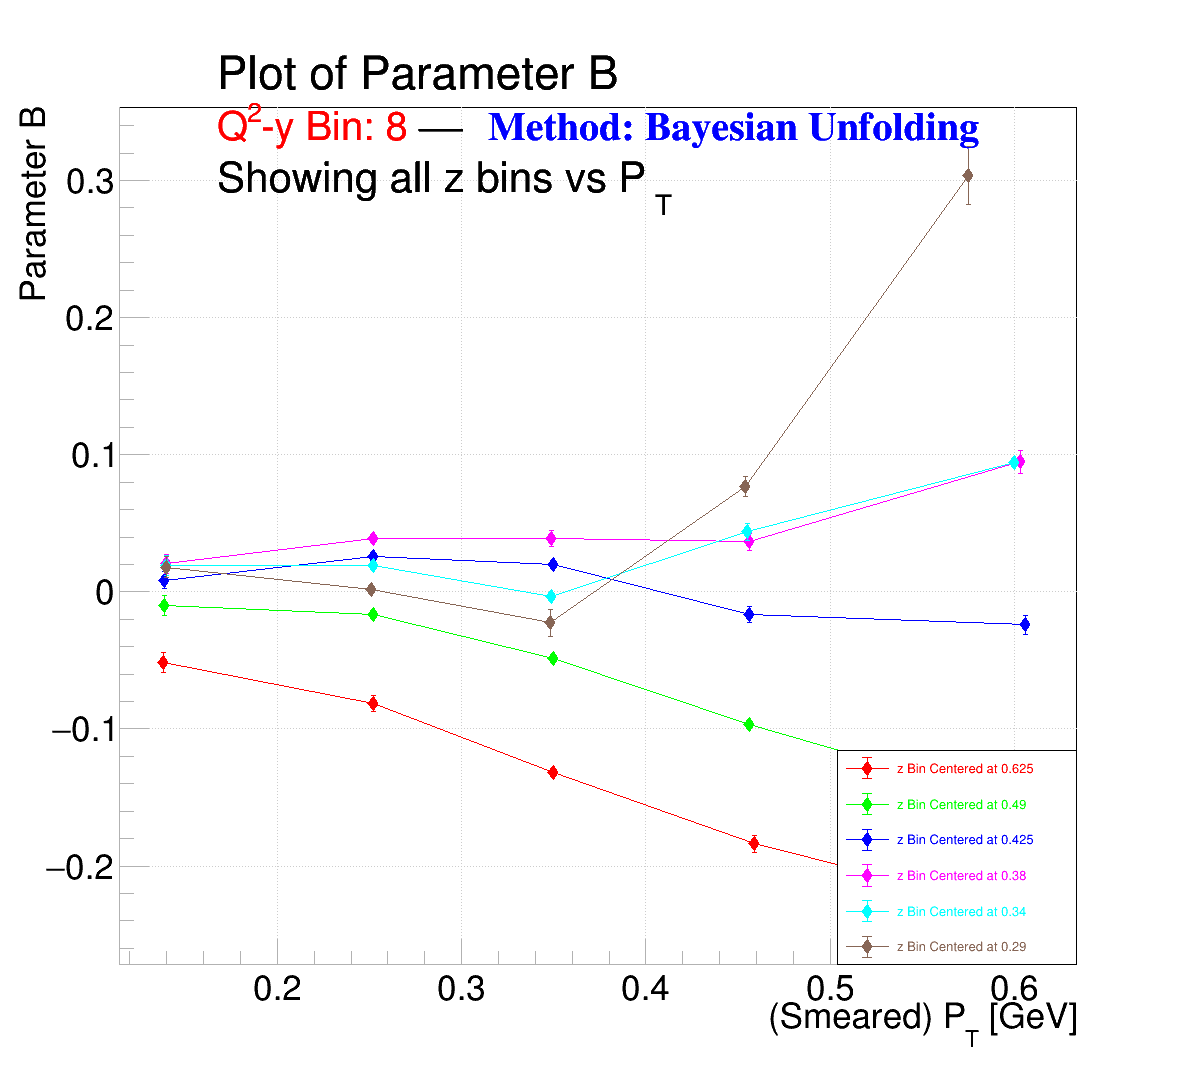 Plot of Parameter B
Q²-y Bin: 8 — Method: Bayesian Unfolding
Showing all z bins vs P_T
Parameter B
0.3
0.2
0.1
0
−0.1
−0.2
z Bin Centered at 0.625
z Bin Centered at 0.49
z Bin Centered at 0.425
z Bin Centered at 0.38
z Bin Centered at 0.34
z Bin Centered at 0.29
0.2 0.3 0.4 0.5 0.6
(Smeared) P_T [GeV]